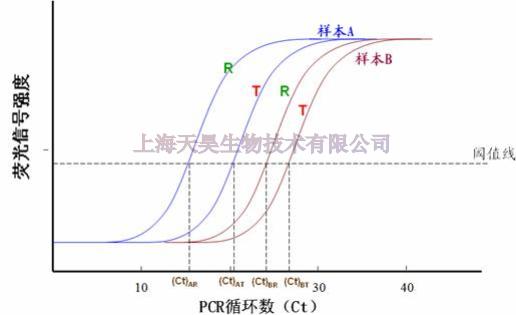 样本A
样本B
R
T
R
T
荧光信号强度
上海天昊生物技术有限公司
阈值线
(Ct)AR
(Ct)AT
(Ct)BR
(Ct)BT
10
30
40
PCR循环数（Ct）